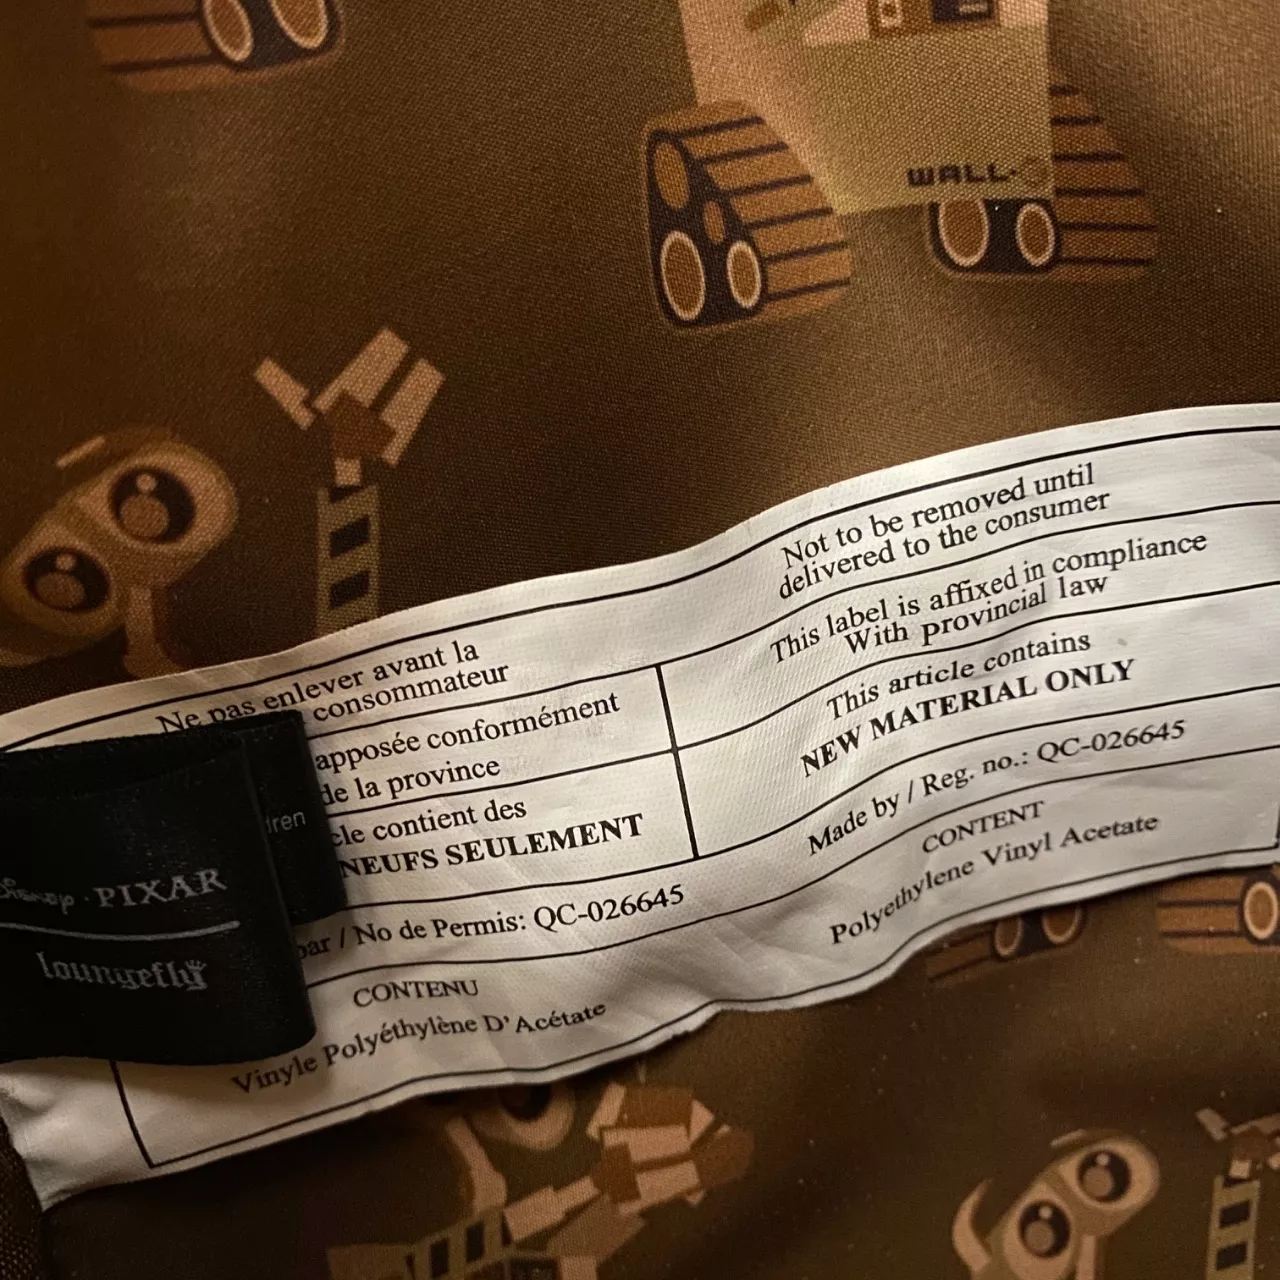 WALL·
Not to be removed until
delivered to the consumer
This label is affixed in compliance
With provincial law
This article contains
NEW MATERIAL ONLY
Made by / Reg. no.: QC-026645
CONTENT
Polyethylene Vinyl Acetate
Ne pas enlever avant la
consommateur
apposée conformément
de la province
cle contient des
NEUFS SEULEMENT
par / No de Permis: QC-026645
CONTENU
Vinyle Polyéthylène D'Acétate
iren
Disney · PIXAR
Loungefly